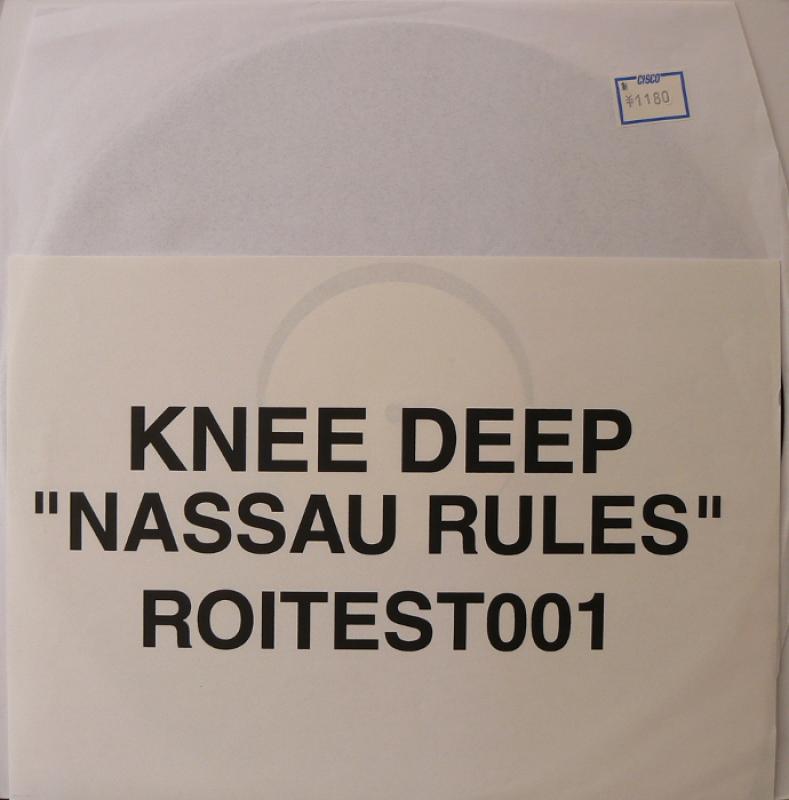 CISCO
¥1180
KNEE DEEP
"NASSAU RULES"
ROITEST001